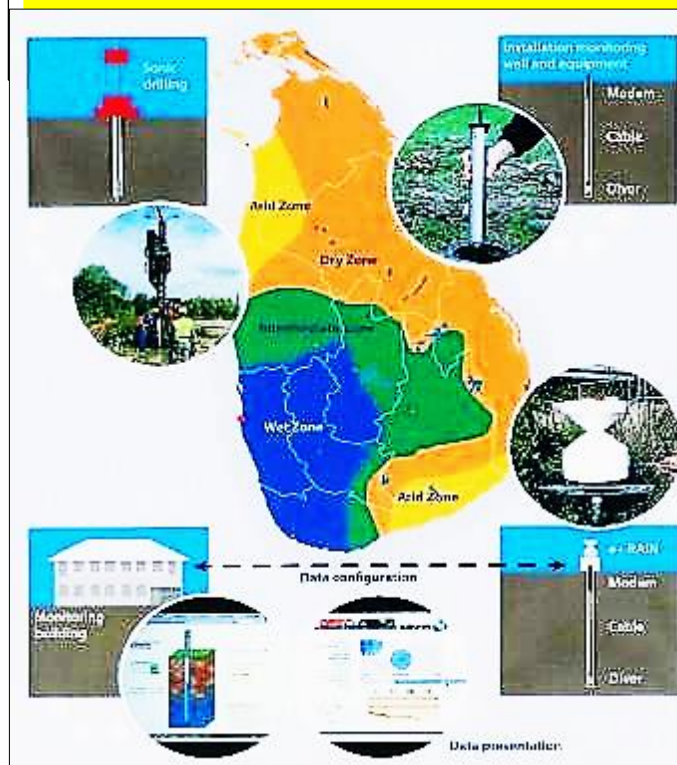 Sonic
drilling
Installation monitoring
well and equipment
Modem
Cable
Diver
Arid Zone
Dry Zone
Intermediate Zone
Wet Zone
Arid Zone
e+ RAIN
Modem
Cable
Diver
Data configuration
Monitoring
building
Data presentation